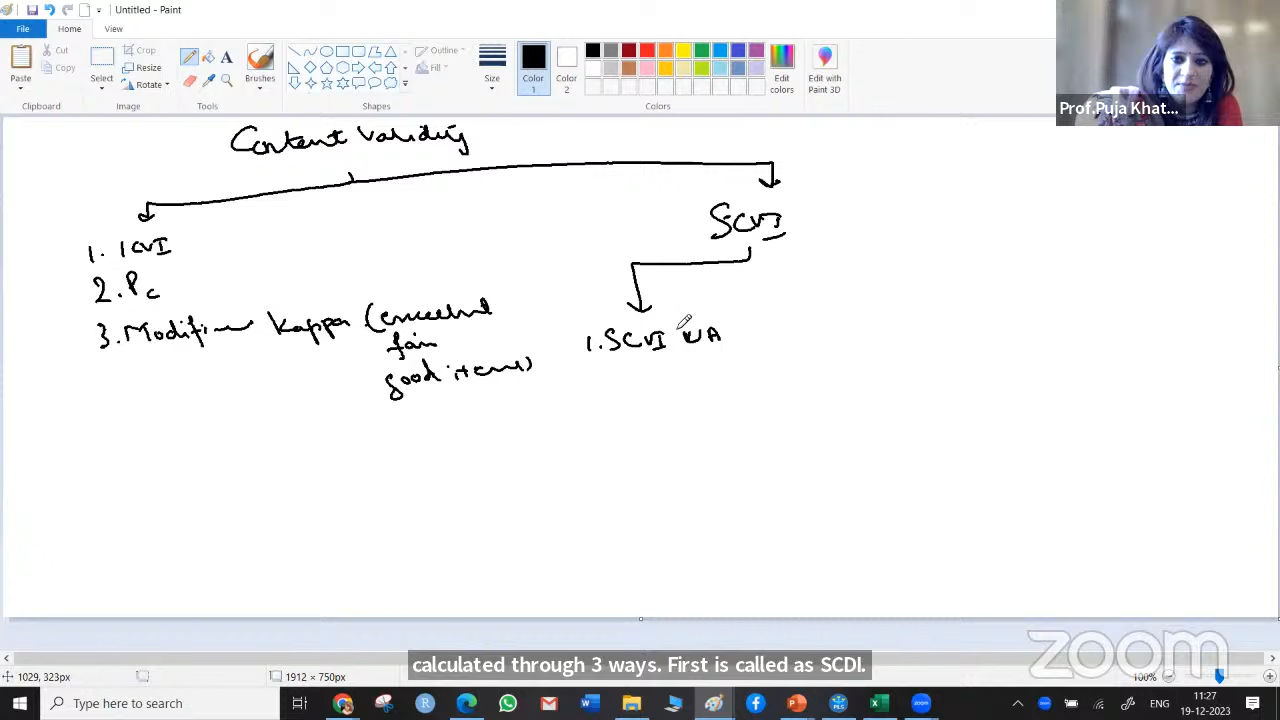 Untitled - Paint
File
Home
View
Paste
Cut
Copy
Clipboard
Select
Crop
Resize
Rotate
Image
Tools
Brushes
Shapes
Outline
Fill
Size
Color
1
Color
2
Edit
colors
Colors
Edit with
Paint 3D
Prof.Puja Khat...
Content Validity
1. ICVI
2. Pc
3. Modified Kappa (excellent
fair
good items)
SCVI
1. SCVI UA
calculated through 3 ways. First is called as SCDI.
zoom
1029, 323px
1912 × 750px
100%
Type here to search
ENG
11:27
19-12-2023